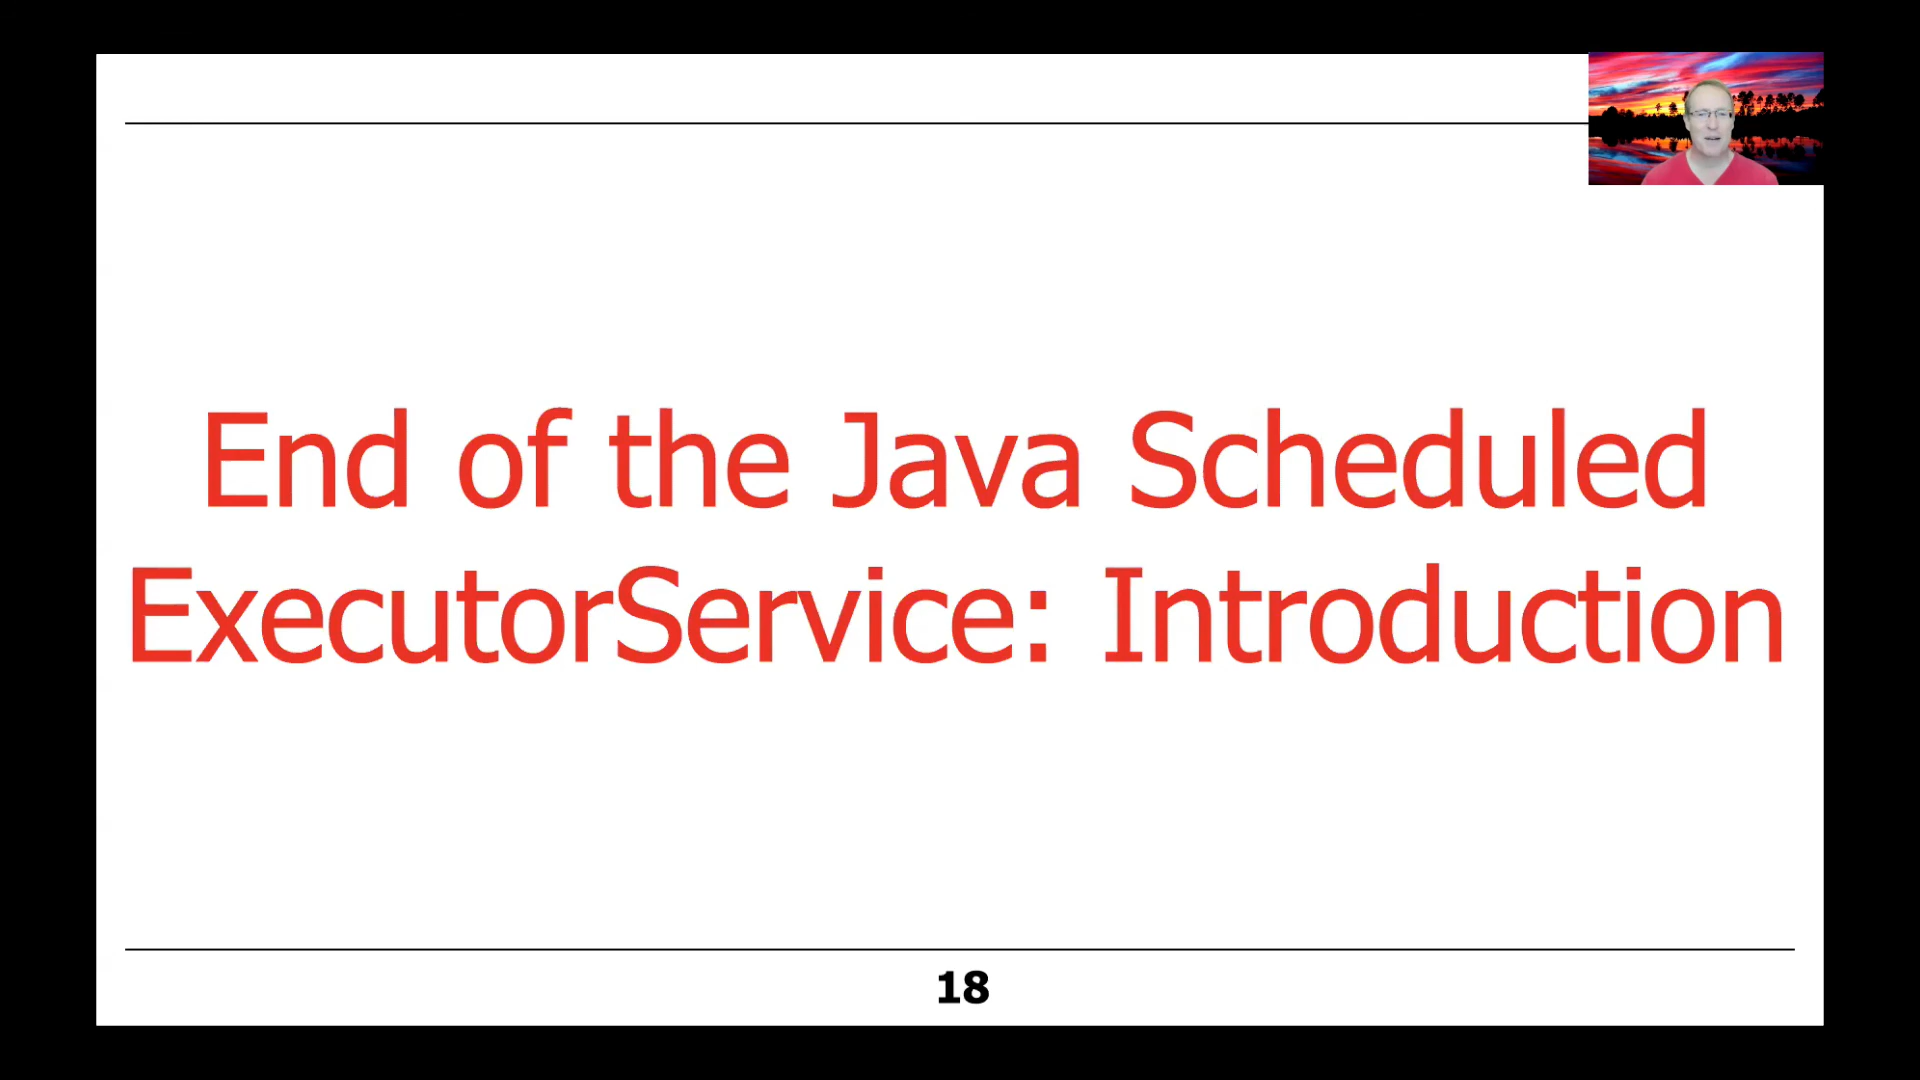 End of the Java Scheduled
ExecutorService: Introduction
18